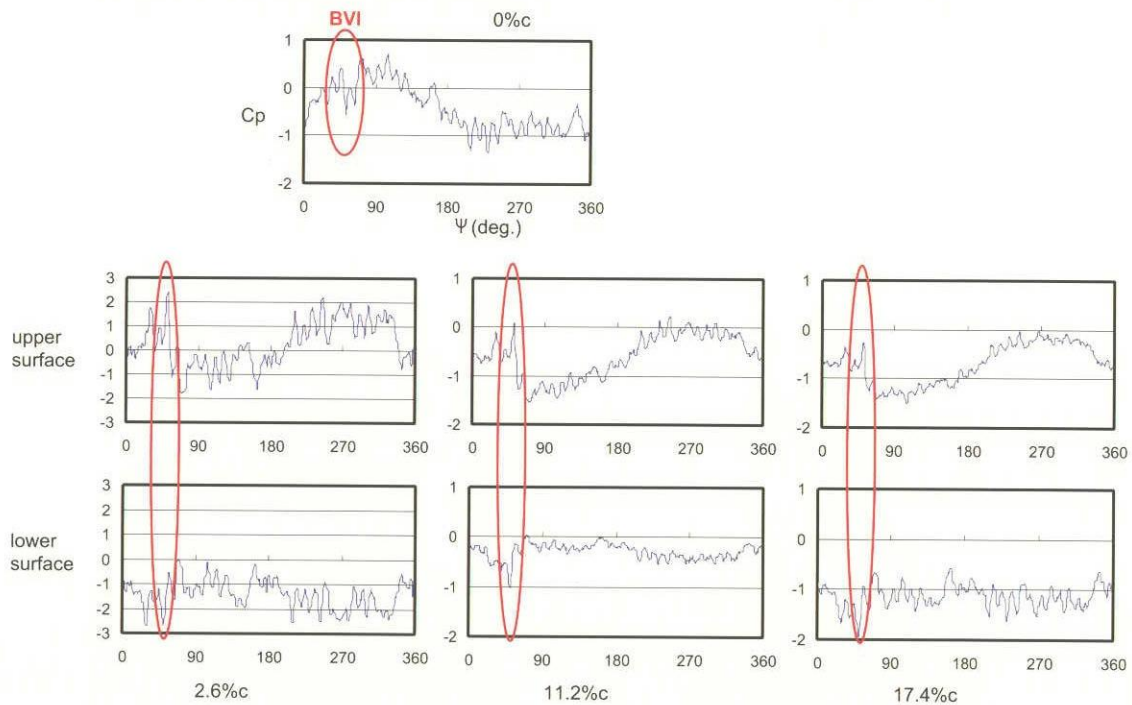 BVI 0%c
1
0
Cp
-1
-2
0 90 180 270 360
Ψ (deg.)
3 1 1
2
1 0 0
upper 0
surface -1 -1 -1
-2
-3 -2 -2
0 90 180 270 360 0 90 180 270 360 0 90 180 270 360
3 1 1
2
1 0 0
lower 0
surface -1 -1 -1
-2
-3 -2 -2
0 90 180 270 360 0 90 180 270 360 0 90 180 270 360
2.6%c 11.2%c 17.4%c